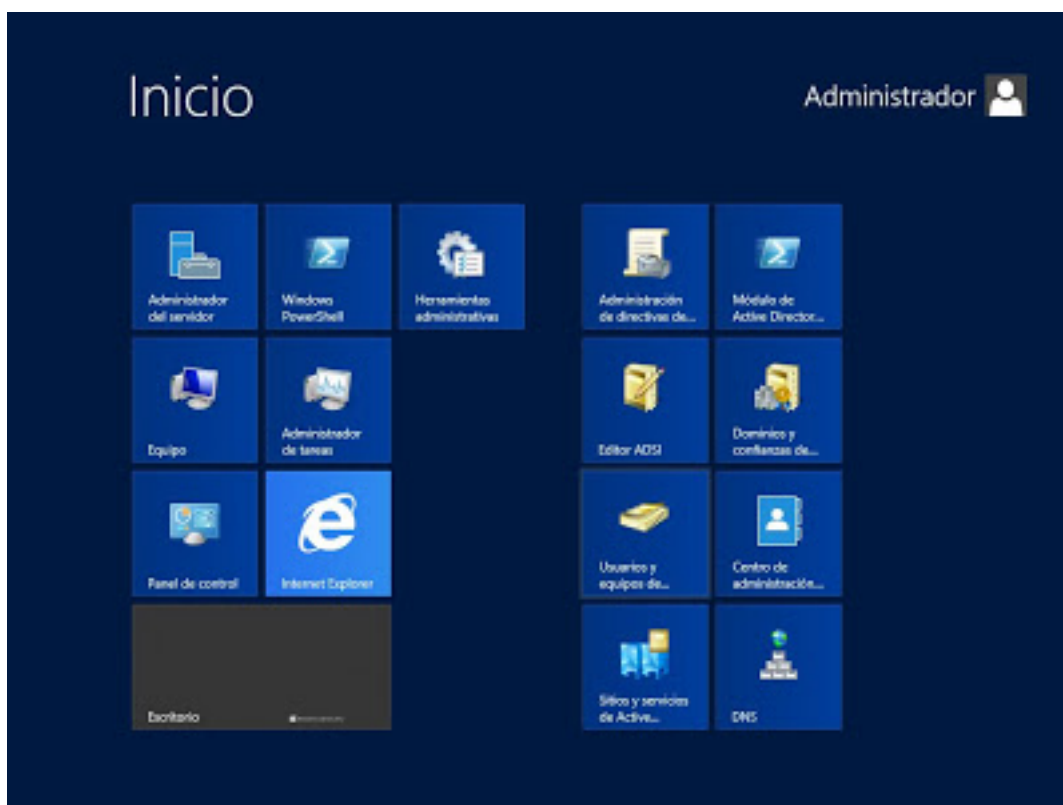 Inicio
Administrador
Administrador
del servidor
Windows
PowerShell
Herramientas
administrativas
Administración
de directivas de...
Módulo de
Active Director...
Equipo
Administrador
de tareas
Editor ADSI
Dominios y
confianzas de...
Panel de control
Internet Explorer
Usuarios y
equipos de...
Centro de
administración...
Escritorio
Sitios y servicios
de Active...
DNS